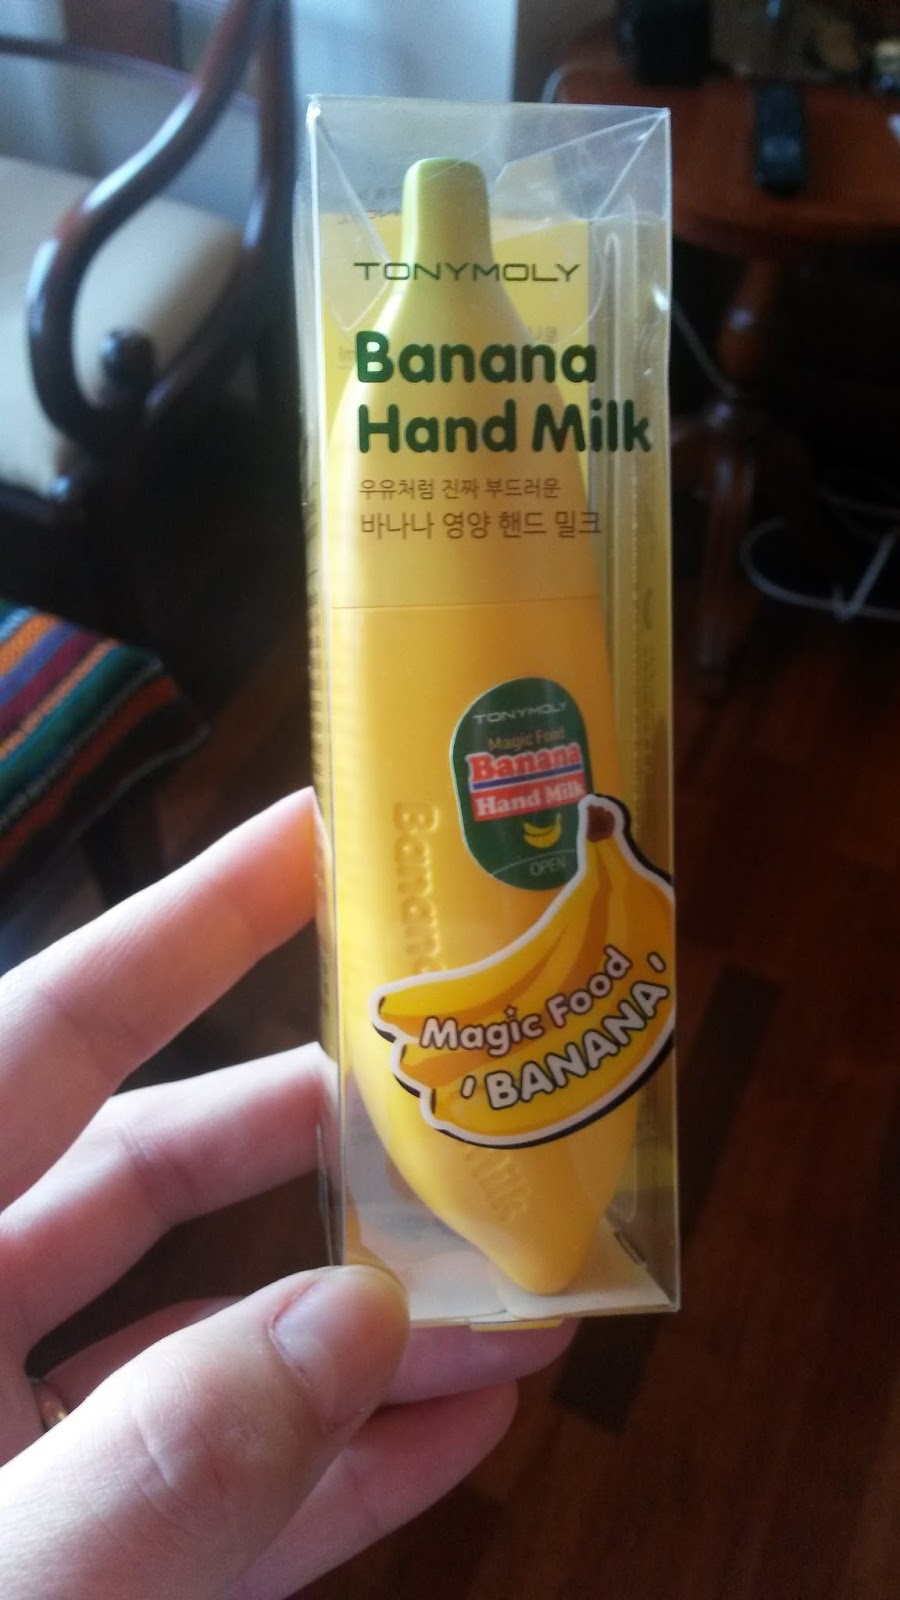 TONYMOLY
Banana
Hand Milk
우유처럼 진짜 부드러운
바나나 영양 핸드 밀크
TONYMOLY
Magic Food
Banana
Hand Milk
OPEN
Magic Food
'BANANA'